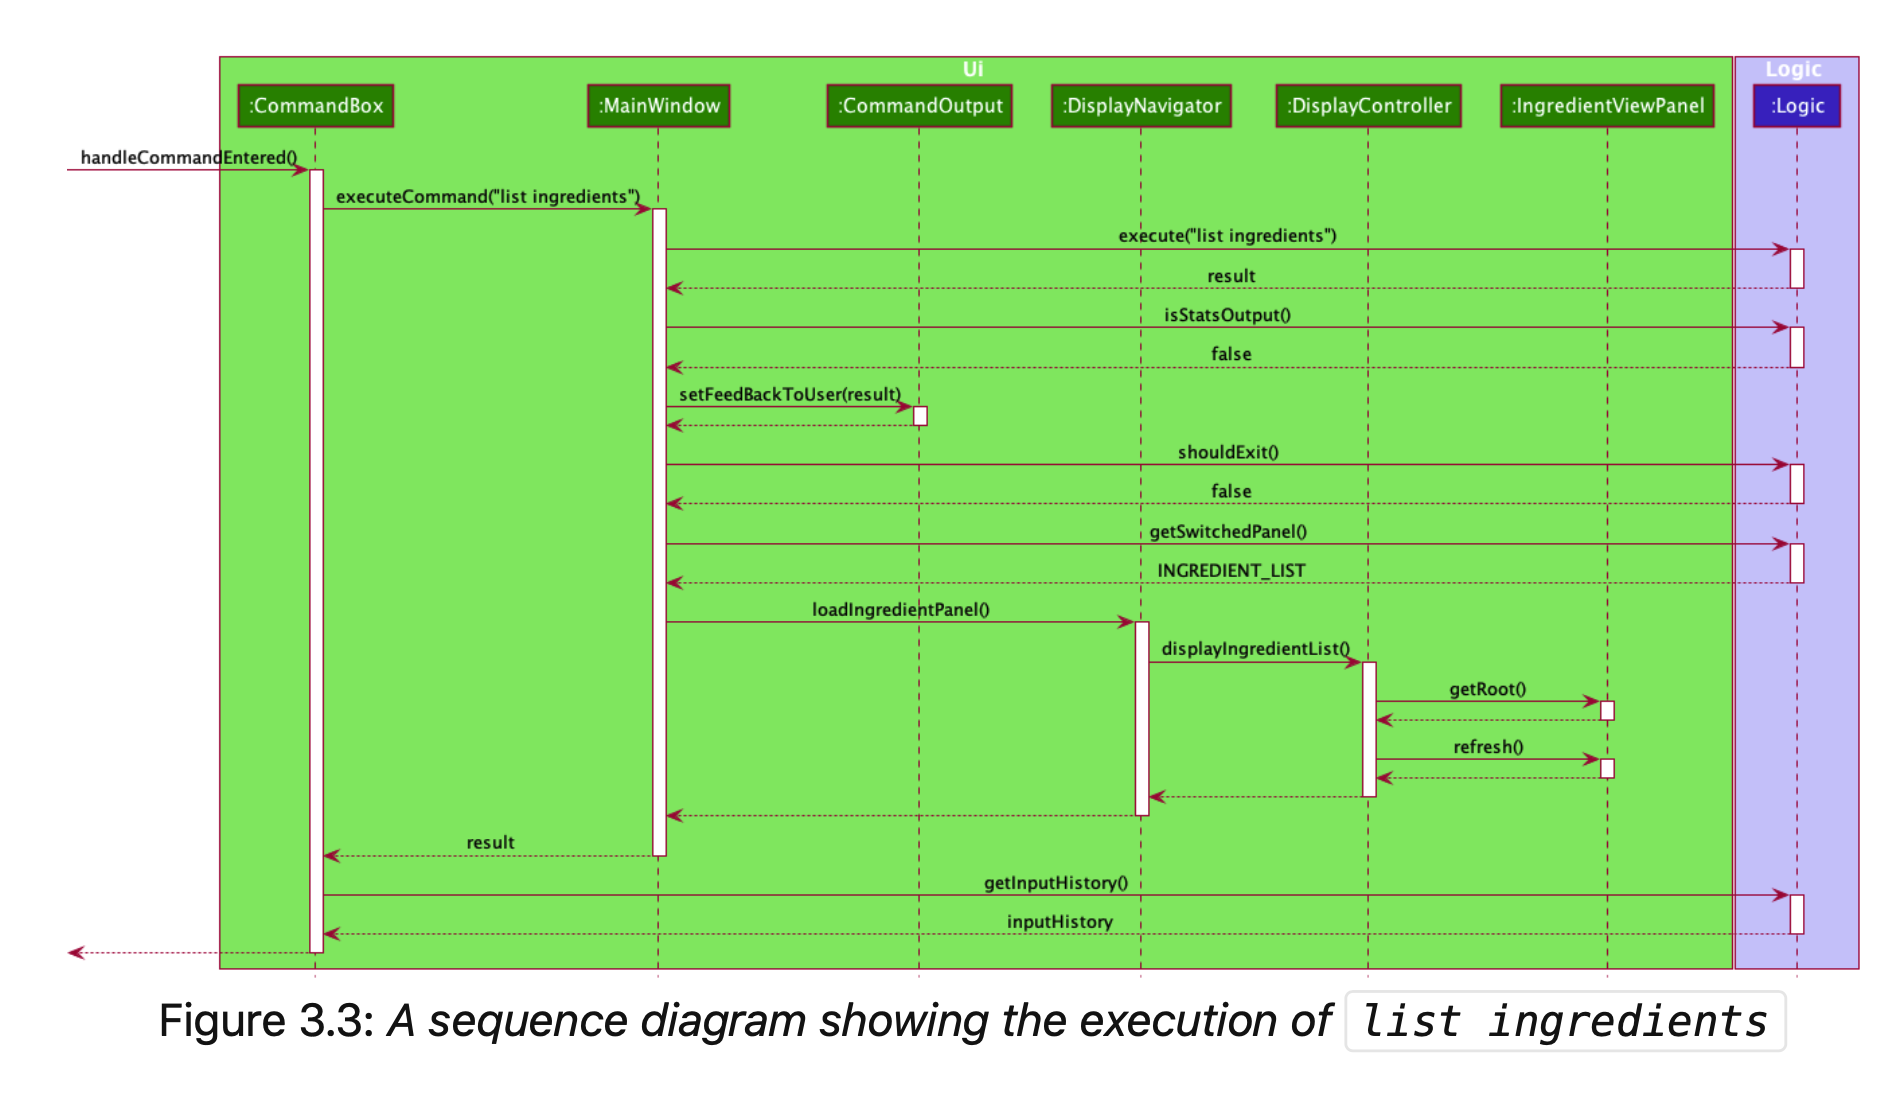 Ui
Logic
:CommandBox
:MainWindow
:CommandOutput
:DisplayNavigator
:DisplayController
:IngredientViewPanel
:Logic
handleCommandEntered()
executeCommand("list ingredients")
execute("list ingredients")
result
isStatsOutput()
false
setFeedBackToUser(result)
shouldExit()
false
getSwitchedPanel()
INGREDIENT_LIST
loadIngredientPanel()
displayIngredientList()
getRoot()
refresh()
result
getInputHistory()
inputHistory
Figure 3.3: A sequence diagram showing the execution of list ingredients